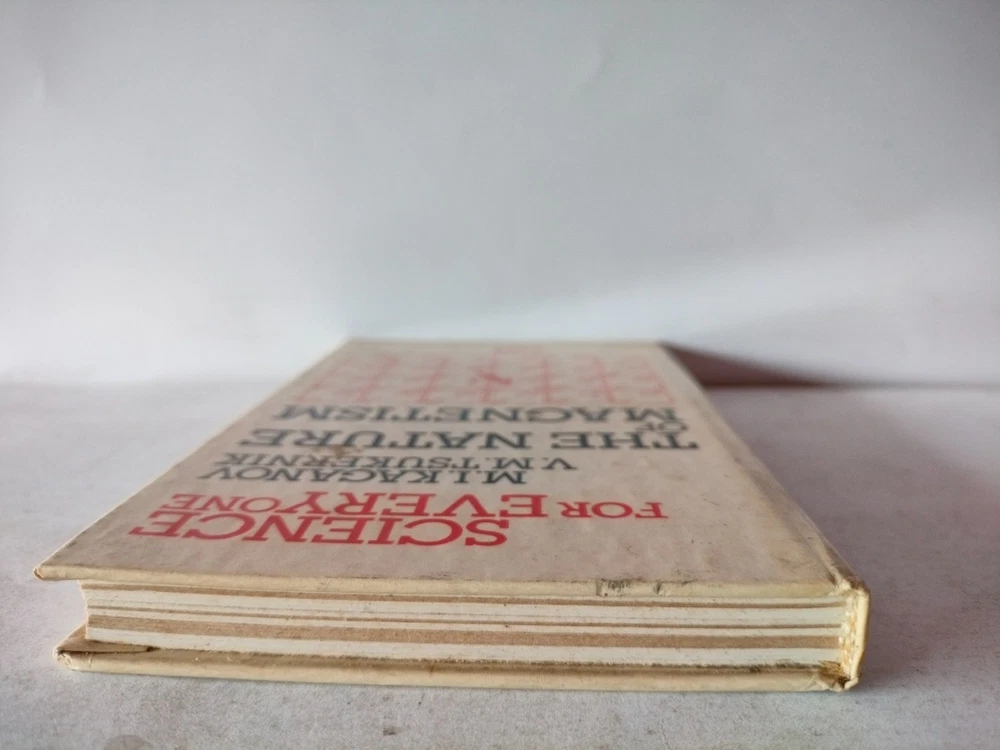 SCIENCE
FOR EVERYONE
M.I.KAGANOV
V.M.TSUKERNIK
THE NATURE
OF
MAGNETISM